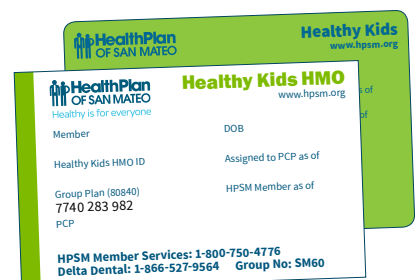 HealthPlan
OF SAN MATEO
Healthy Kids
www.hpsm.org
s of
of
HealthPlan
OF SAN MATEO
Healthy is for everyone
Healthy Kids HMO
www.hpsm.org
Member
DOB
Healthy Kids HMO ID
Assigned to PCP as of
Group Plan (80840)
7740 283 982
HPSM Member as of
PCP
HPSM Member Services: 1-800-750-4776
Delta Dental: 1-866-527-9564 Group No: SM60